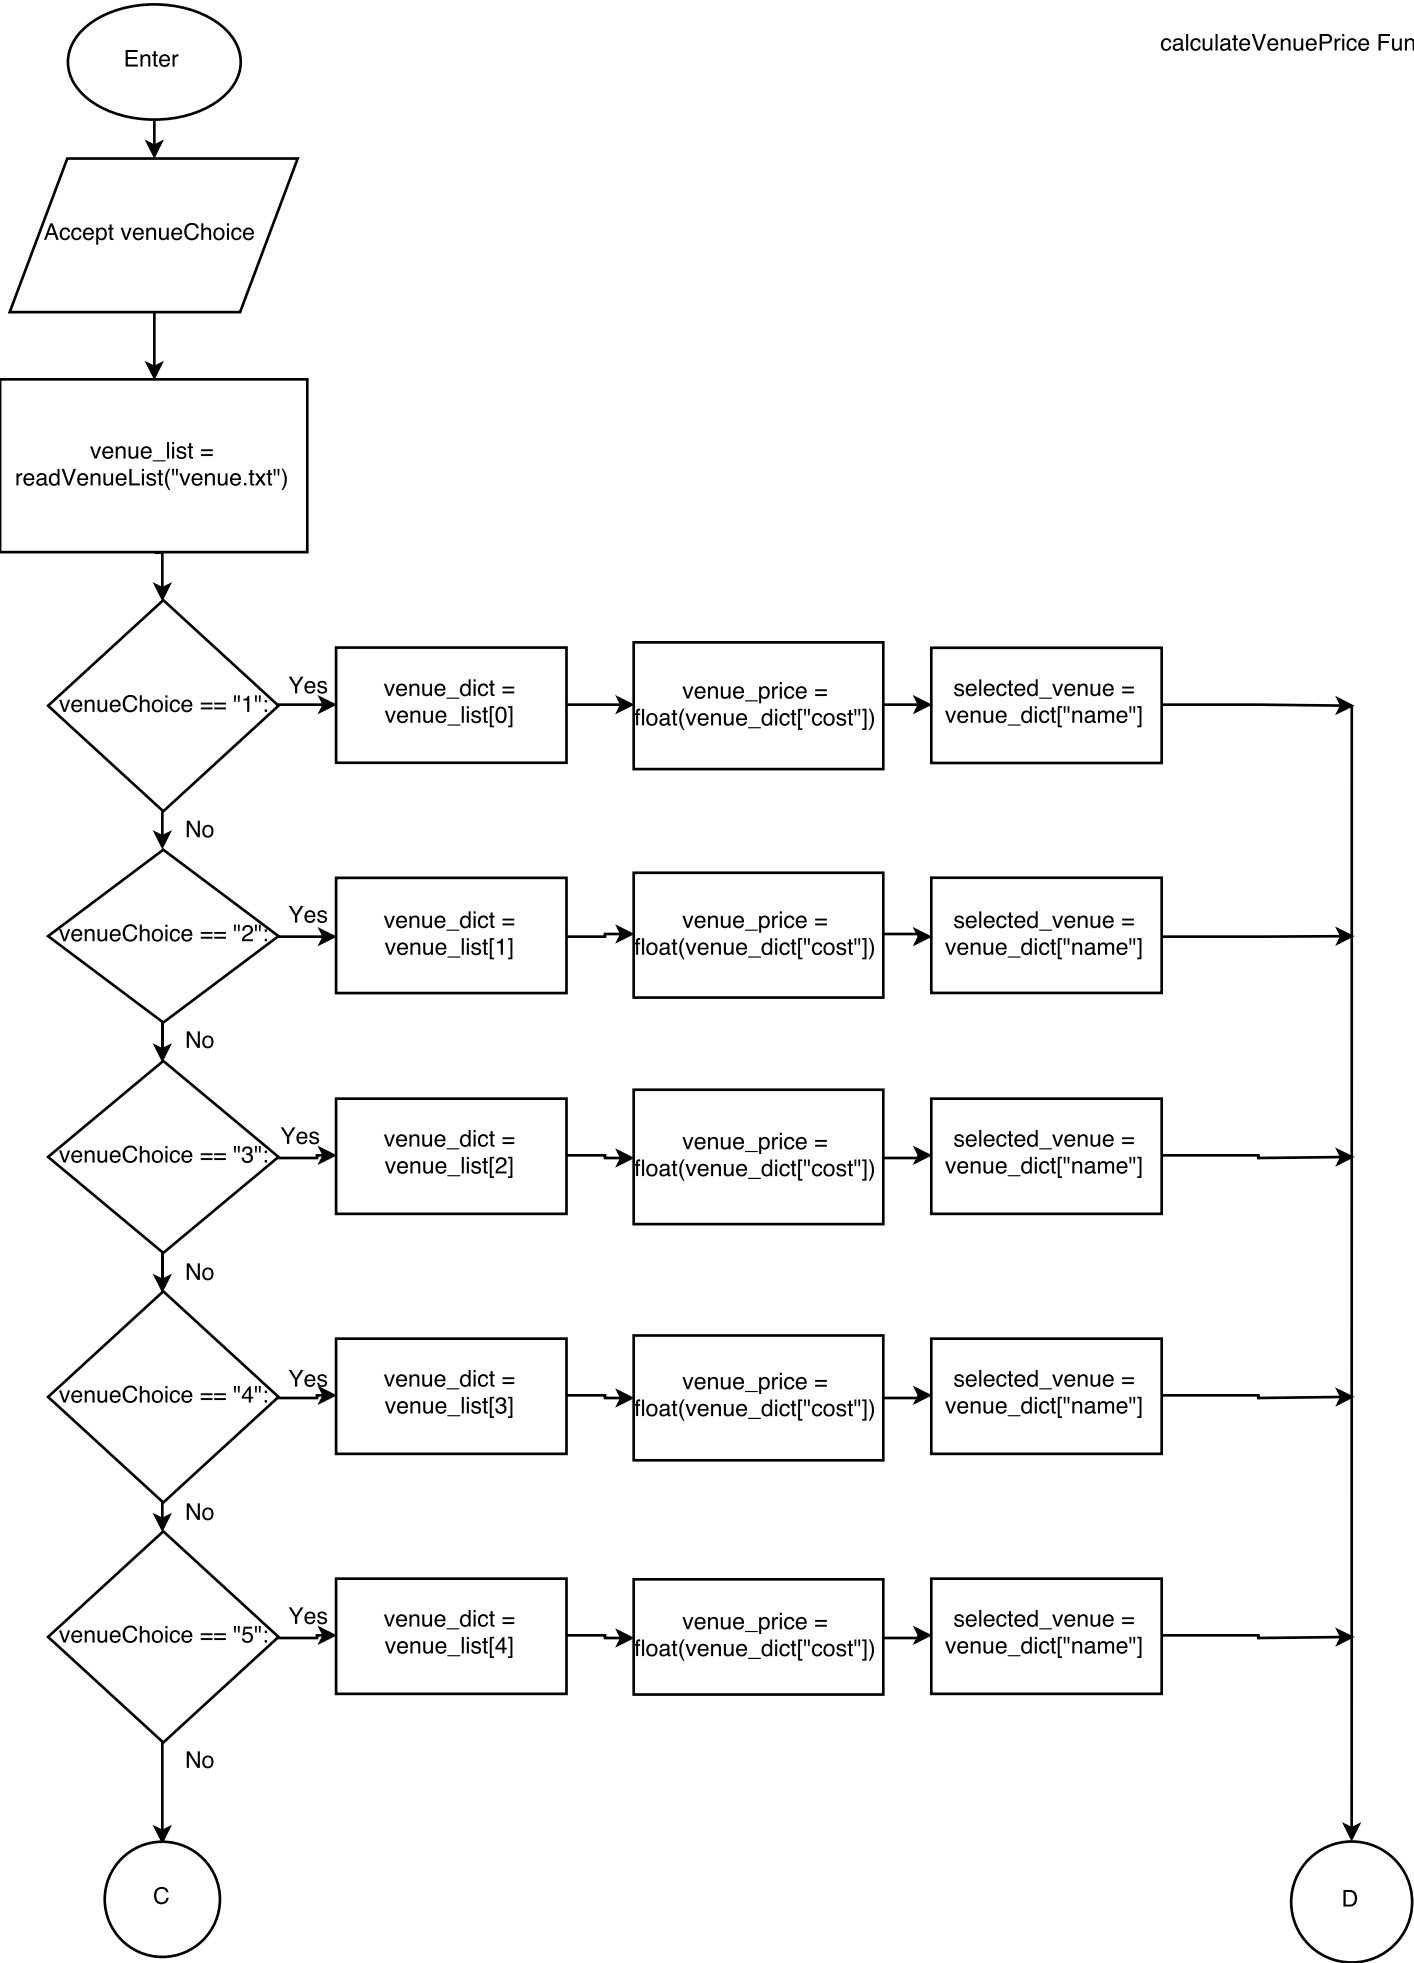 Enter
calculateVenuePrice Fun
Accept venueChoice
venue_list =
readVenueList("venue.txt")
venueChoice == "1":
Yes
venue_dict =
venue_list[0]
venue_price =
float(venue_dict["cost"])
selected_venue =
venue_dict["name"]
No
venueChoice == "2":
Yes
venue_dict =
venue_list[1]
venue_price =
float(venue_dict["cost"])
selected_venue =
venue_dict["name"]
No
venueChoice == "3":
Yes
venue_dict =
venue_list[2]
venue_price =
float(venue_dict["cost"])
selected_venue =
venue_dict["name"]
No
venueChoice == "4":
Yes
venue_dict =
venue_list[3]
venue_price =
float(venue_dict["cost"])
selected_venue =
venue_dict["name"]
No
venueChoice == "5":
Yes
venue_dict =
venue_list[4]
venue_price =
float(venue_dict["cost"])
selected_venue =
venue_dict["name"]
No
C
D